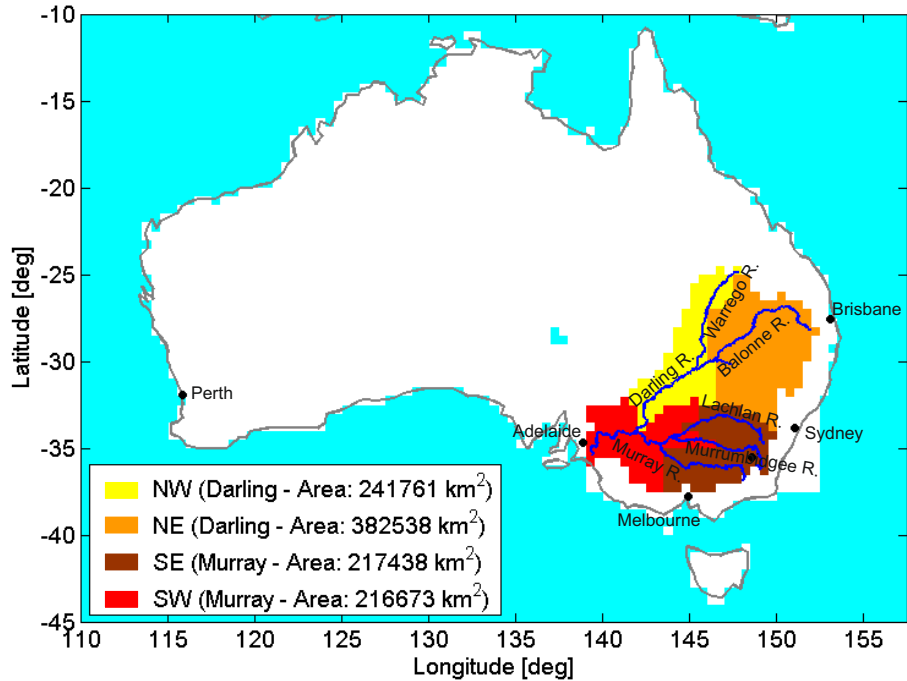 -10
-15
-20
-25
-30
-35
-40
-45
Latitude [deg]
110
115
120
125
130
135
140
145
150
155
Longitude [deg]
Warrego R.
Balonne R.
Brisbane
Darling R.
Perth
Lachlan R.
Adelaide
Sydney
Murray R.
Murrumbidgee R.
Melbourne
NW (Darling - Area: 241761 km²)
NE (Darling - Area: 382538 km²)
SE (Murray - Area: 217438 km²)
SW (Murray - Area: 216673 km²)